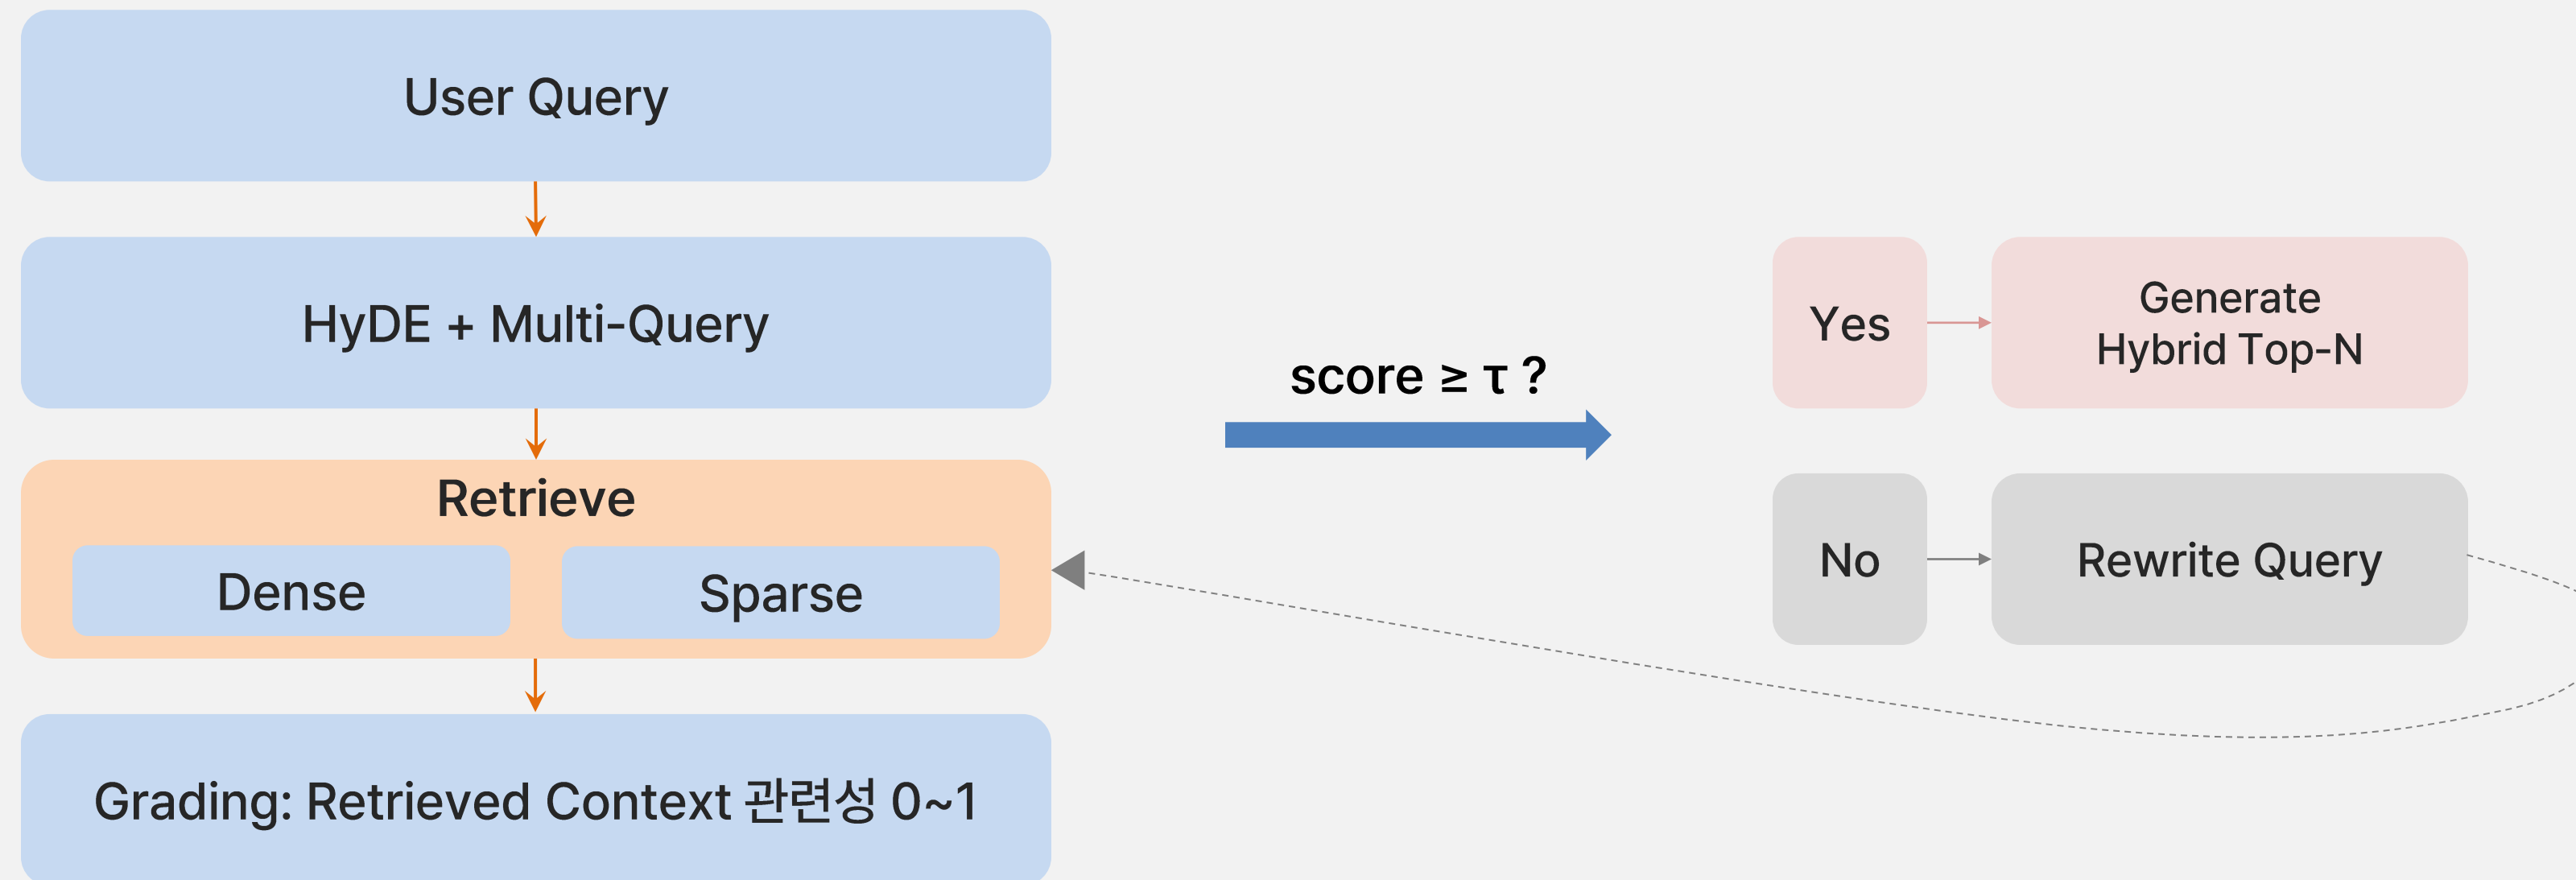 User Query
HyDE + Multi-Query
Retrieve
Dense
Sparse
Grading: Retrieved Context 관련성 0~1
score ≥ τ ?
Yes
Generate
Hybrid Top-N
No
Rewrite Query